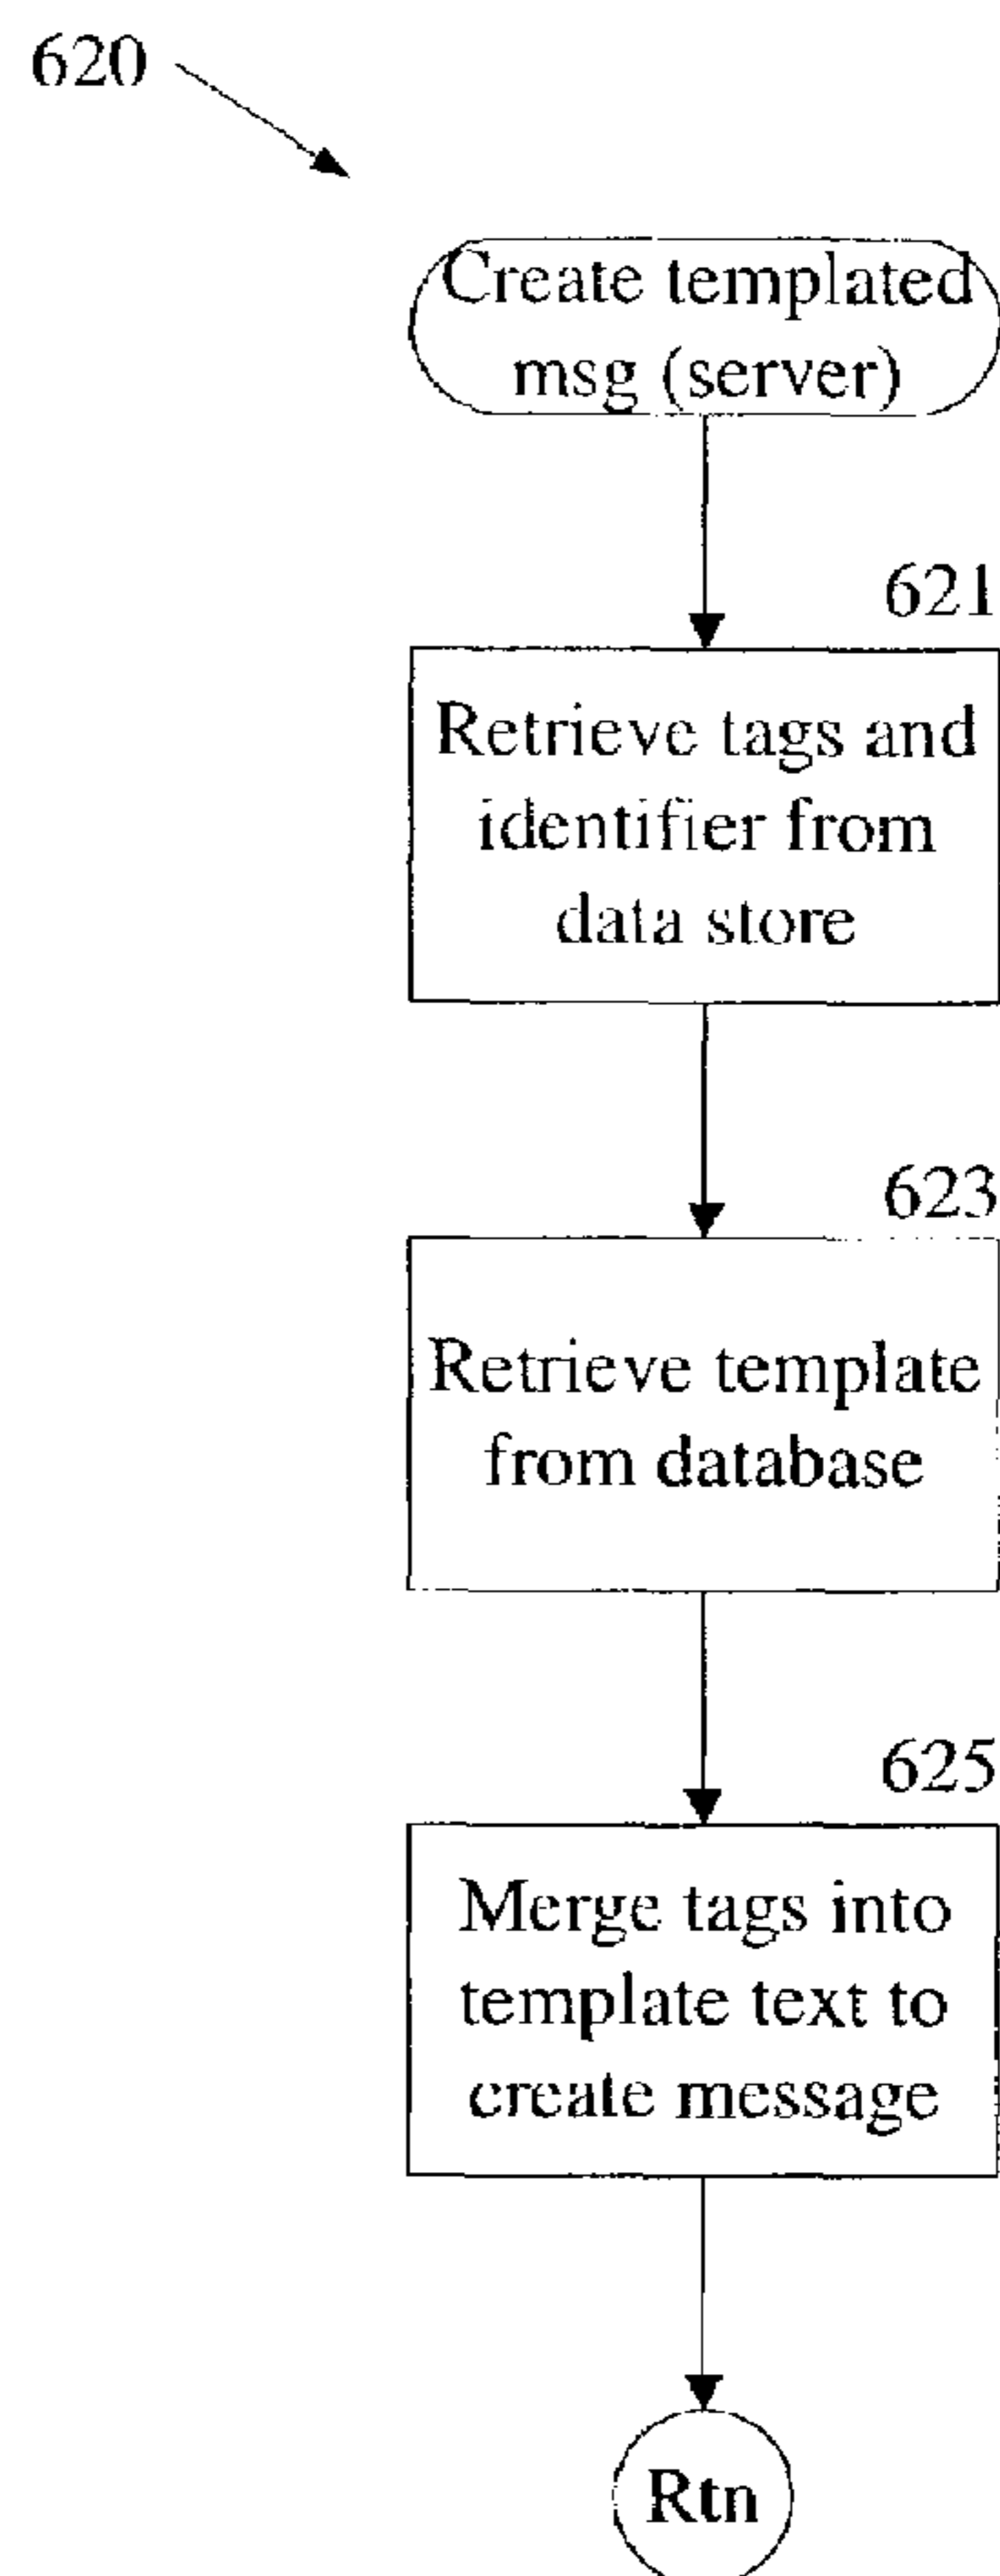 620
Create templated
msg (server)
621
Retrieve tags and
identifier from
data store
623
Retrieve template
from database
625
Merge tags into
template text to
create message
Rtn